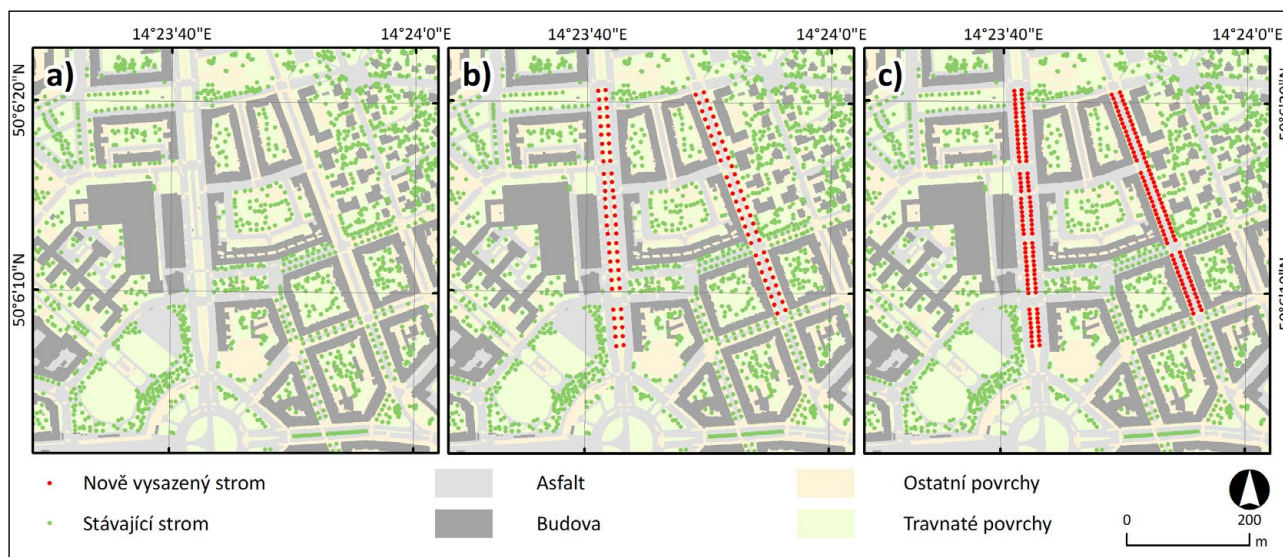 14°23'40"E 14°24'0"E 14°23'40"E 14°24'0"E 14°23'40"E 14°24'0"E
a) b) c)
50°6'20"N
50°6'10"N
Nově vysazený strom Asfalt Ostatní povrchy
Stávající strom Budova Travnaté povrchy
0 200
m